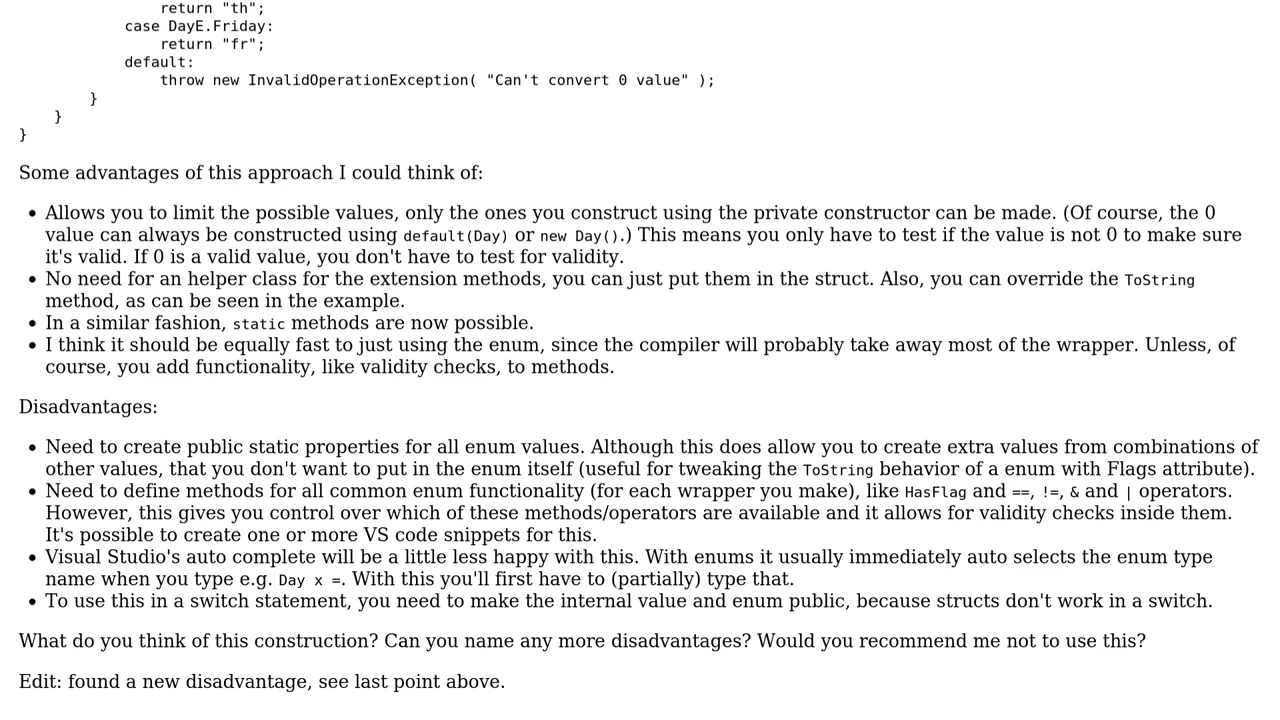 return "th";
case DayE.Friday:
return "fr";
default:
throw new InvalidOperationException( "Can't convert 0 value" );
}
}
}
Some advantages of this approach I could think of:
• Allows you to limit the possible values, only the ones you construct using the private constructor can be made. (Of course, the 0
value can always be constructed using default(Day) or new Day().) This means you only have to test if the value is not 0 to make sure
it's valid. If 0 is a valid value, you don't have to test for validity.
• No need for an helper class for the extension methods, you can just put them in the struct. Also, you can override the ToString
method, as can be seen in the example.
• In a similar fashion, static methods are now possible.
• I think it should be equally fast to just using the enum, since the compiler will probably take away most of the wrapper. Unless, of
course, you add functionality, like validity checks, to methods.
Disadvantages:
• Need to create public static properties for all enum values. Although this does allow you to create extra values from combinations of
other values, that you don't want to put in the enum itself (useful for tweaking the ToString behavior of a enum with Flags attribute).
• Need to define methods for all common enum functionality (for each wrapper you make), like HasFlag and ==, !=, & and | operators.
However, this gives you control over which of these methods/operators are available and it allows for validity checks inside them.
It's possible to create one or more VS code snippets for this.
• Visual Studio's auto complete will be a little less happy with this. With enums it usually immediately auto selects the enum type
name when you type e.g. Day x =. With this you'll first have to (partially) type that.
• To use this in a switch statement, you need to make the internal value and enum public, because structs don't work in a switch.
What do you think of this construction? Can you name any more disadvantages? Would you recommend me not to use this?
Edit: found a new disadvantage, see last point above.